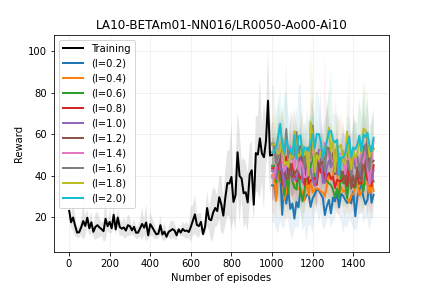 LA10-BETAm01-NN016/LR0050-Ao00-Ai10
Reward
100
80
60
40
20
Training
(l=0.2)
(l=0.4)
(l=0.6)
(l=0.8)
(l=1.0)
(l=1.2)
(l=1.4)
(l=1.6)
(l=1.8)
(l=2.0)
0 200 400 600 800 1000 1200 1400
Number of episodes